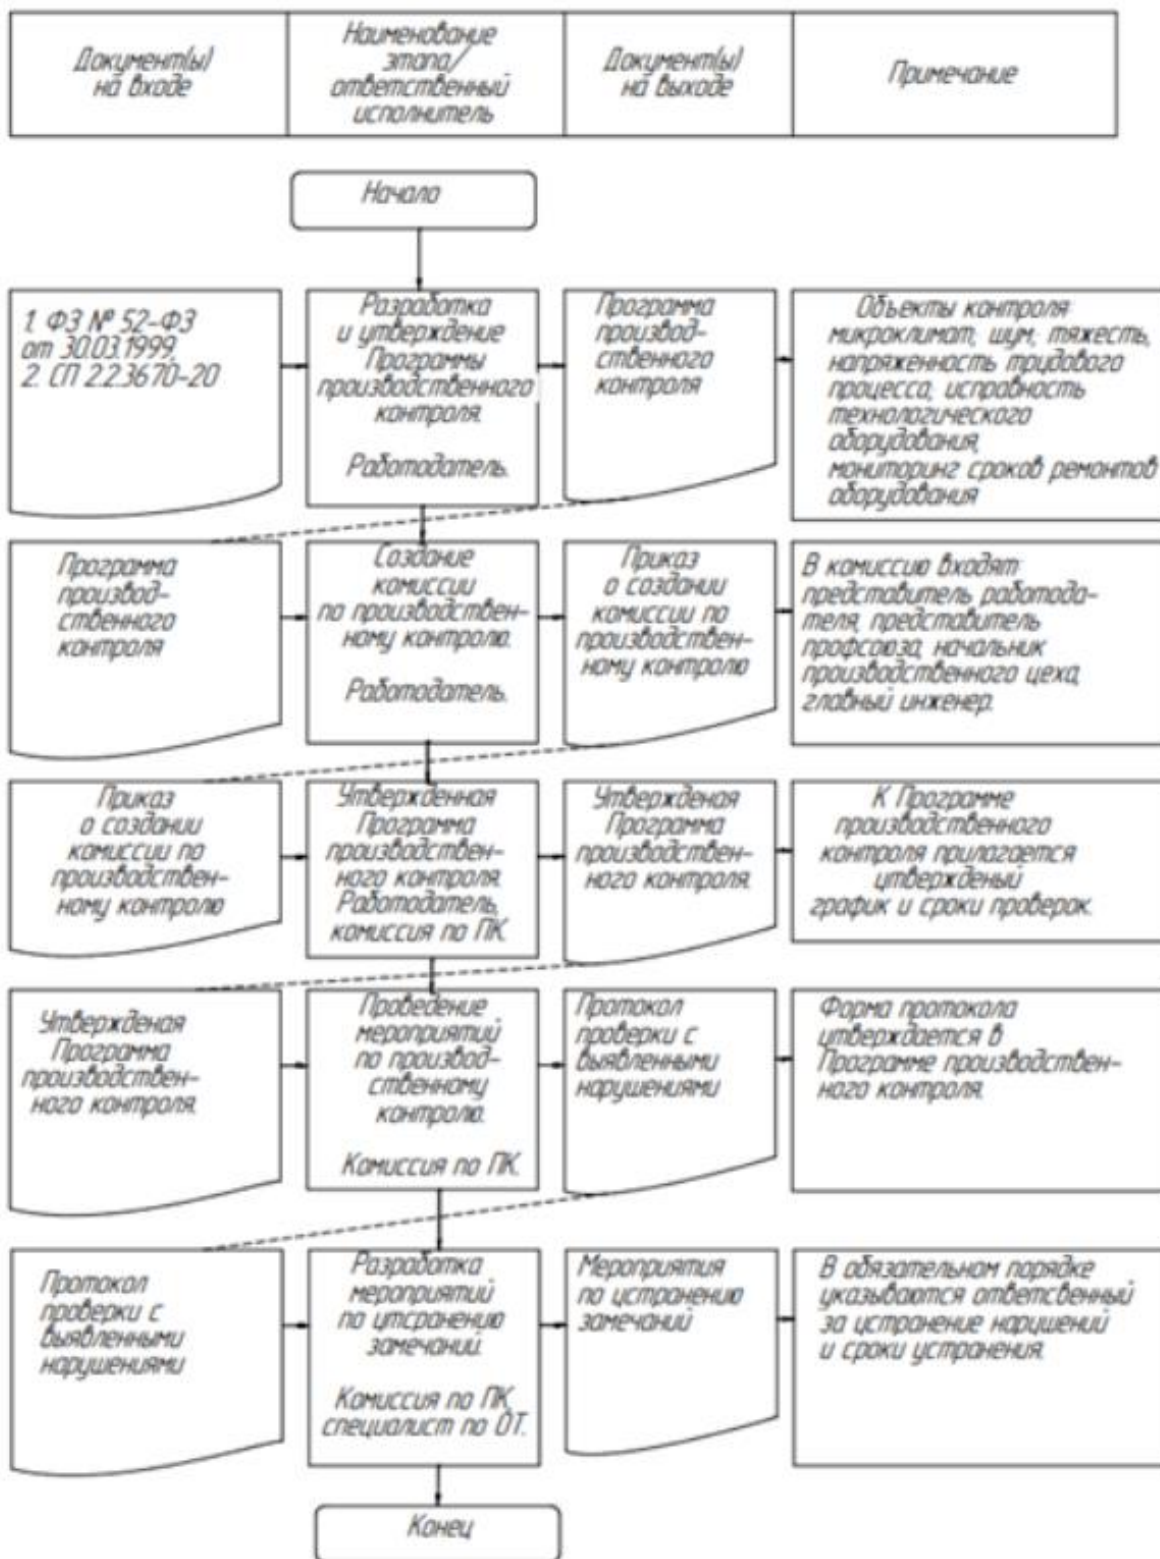 Документ(ы)
на входе
Наименование
этапа/
ответственный
исполнитель
Документ(ы)
на выходе
Примечание
Начало
1. ФЗ № 52-ФЗ
от 30.03.1999,
2. СП 2.2.3670-20
Разработка
и утверждение
Программы
производственного
контроля.
Работодатель.
Программа
производ-
ственного
контроля
Объекты контроля:
микроклимат; шум; тяжесть,
напряженность трудового
процесса, исправность
технологического
оборудования,
мониторинг сроков ремонтов
оборудования
Программа
производ-
ственного
контроля
Создание
комиссии
по производствен-
ному контролю.
Работодатель.
Приказ
о создании
комиссии по
производствен-
ному контролю
В комиссию входят:
представитель работода-
теля, представитель
профсоюза, начальник
производственного цеха,
главный инженер.
Приказ
о создании
комиссии по
производствен-
ному контролю
Утвержденная
Программа
производствен-
ного контроля.
Работодатель,
комиссия по ПК.
Утвержденая
Программа
производствен-
ного контроля.
К Программе
производственного
контроля прилагается
утвержденый
график и сроки проверок.
Утвержденая
Программа
производствен-
ного контроля.
Проведение
мероприятий
по производ-
ственному
контролю.
Комиссия по ПК.
Протокол
проверки с
выявленными
нарушениями
Форма протокола
утверждается в
Программе производствен-
ного контроля.
Протокол
проверки с
выявленными
нарушениями
Разработка
мероприятий
по утсранению
замечаний.
Комиссия по ПК,
специалист по ОТ.
Мероприятия
по устранению
замечаний
В обязательном порядке
указываются ответсвенный
за устранение нарушений
и сроки устранения.
Конец